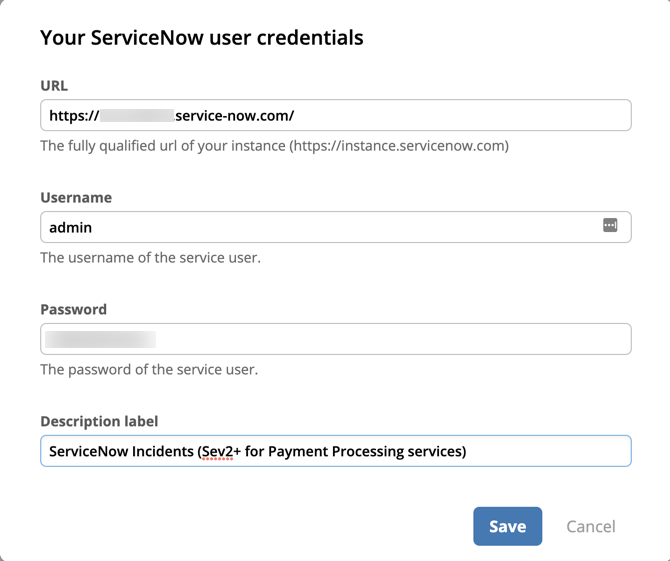 Your ServiceNow user credentials
URL
https:// service-now.com/
The fully qualified url of your instance (https://instance.servicenow.com)
Username
admin
The username of the service user.
Password
The password of the service user.
Description label
ServiceNow Incidents (Sev2+ for Payment Processing services)
Save Cancel